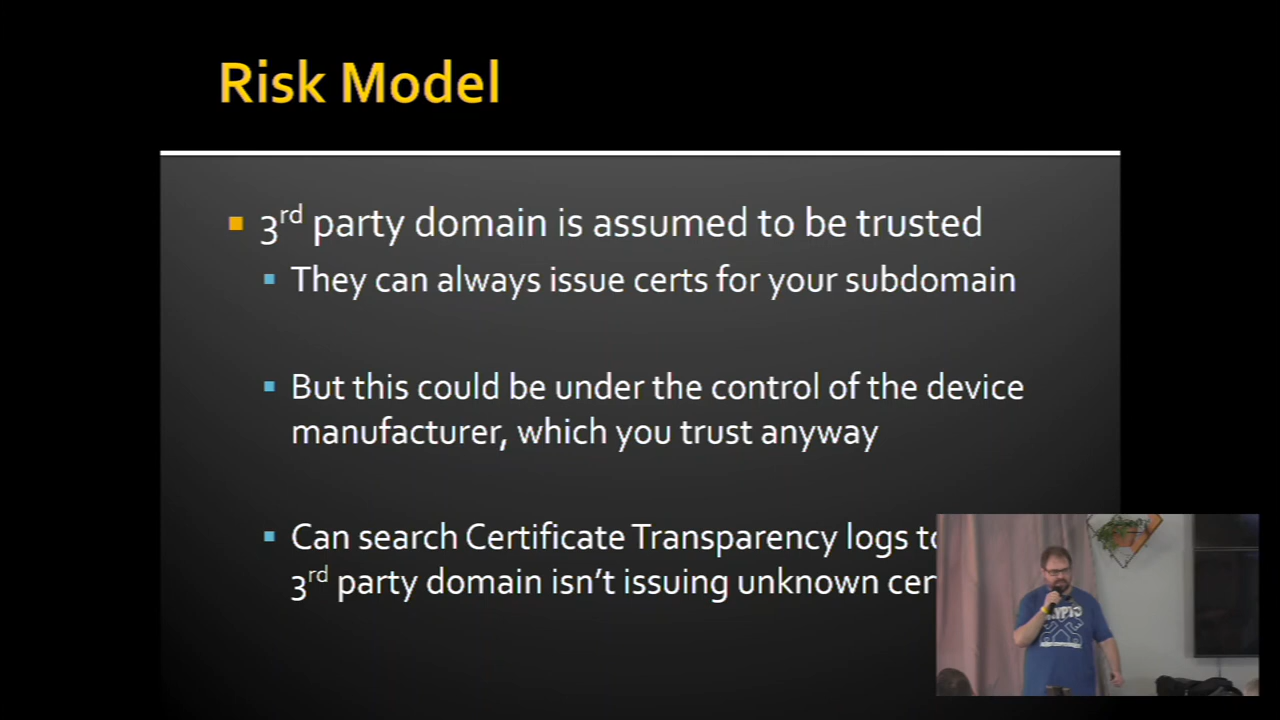 Risk Model
3rd party domain is assumed to be trusted
They can always issue certs for your subdomain
But this could be under the control of the device
manufacturer, which you trust anyway
Can search Certificate Transparency logs
3rd party domain isn't issuing unknown